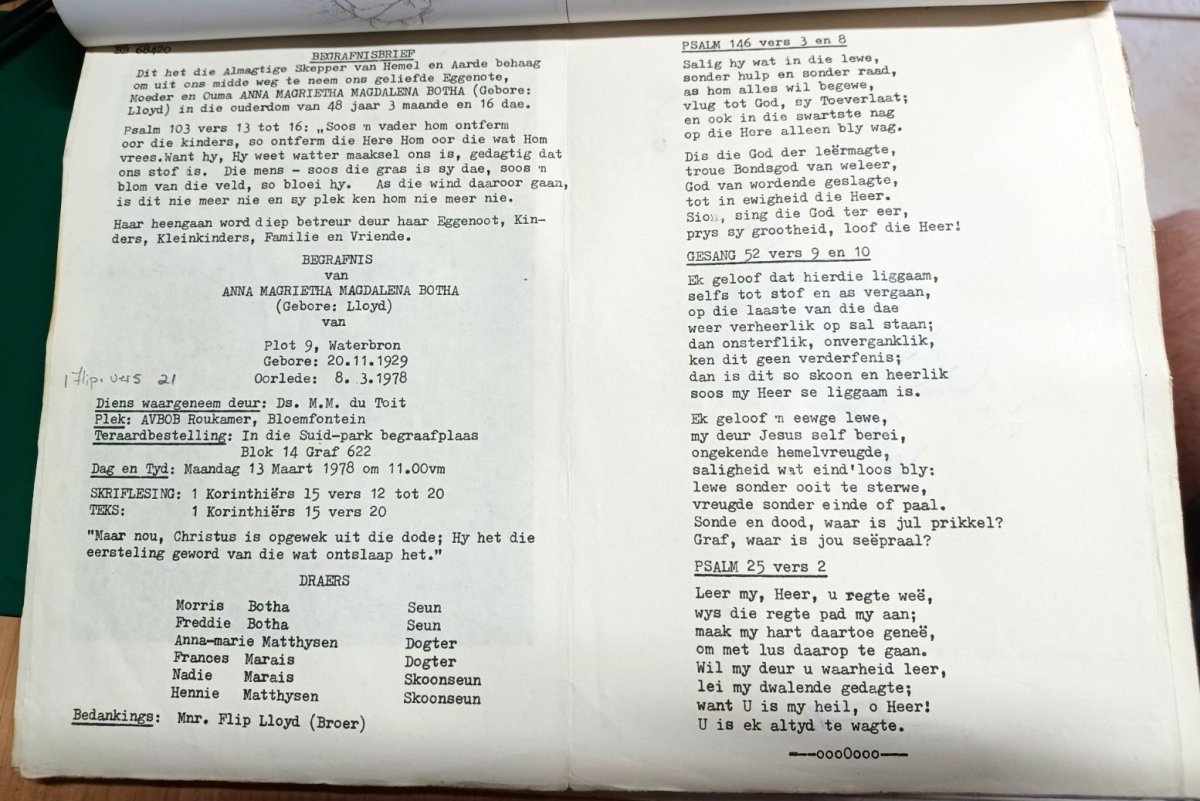 BB 68420
BEGRAFNISBRIEF
Dit het die Almagtige Skepper van Hemel en Aarde behaag
om uit ons midde weg te neem ons geliefde Eggenote,
Moeder en Ouma ANNA MAGRIETHA MAGDALENA BOTHA (Gebore:
Lloyd) in die ouderdom van 48 jaar 3 maande en 16 dae.
Psalm 103 vers 13 tot 16: „Soos 'n vader hom ontferm
oor die kinders, so ontferm die Here Hom oor die wat Hom
vrees.Want hy, Hy weet watter maaksel ons is, gedagtig dat
ons stof is. Die mens - soos die gras is sy dae, soos 'n
blom van die veld, so bloei hy. As die wind daaroor gaan,
is dit nie meer nie en sy plek ken hom nie meer nie.
Haar heengaan word diep betreur deur haar Eggenoot, Kin-
ders, Kleinkinders, Familie en Vriende.
BEGRAFNIS
van
ANNA MAGRIETHA MAGDALENA BOTHA
(Gebore: Lloyd)
van
Plot 9, Waterbron
Gebore: 20.11.1929
Oorlede: 8. 3.1978
1 Flip. vers 21
Diens waargeneem deur: Ds. M.M. du Toit
Plek: AVBOB Roukamer, Bloemfontein
Teraardbestelling: In die Suid-park begraafplaas
Blok 14 Graf 622
Dag en Tyd: Maandag 13 Maart 1978 om 11.00vm
SKRIFLESING: 1 Korinthiërs 15 vers 12 tot 20
TEKS: 1 Korinthiërs 15 vers 20
"Maar nou, Christus is opgewek uit die dode; Hy het die
eersteling geword van die wat ontslaap het."
DRAERS
Morris Botha Seun
Freddie Botha Seun
Anna-marie Matthysen Dogter
Frances Marais Dogter
Nadie Marais Skoonseun
Hennie Matthysen Skoonseun
Bedankings: Mnr. Flip Lloyd (Broer)
PSALM 146 vers 3 en 8
Salig hy wat in die lewe,
sonder hulp en sonder raad,
as hom alles wil begewe,
vlug tot God, sy Toeverlaat;
en ook in die swartste nag
op die Here alleen bly wag.
Dis die God der leërmagte,
troue Bondsgod van weleer,
God van wordende geslagte,
tot in ewigheid die Heer.
Sion, sing die God ter eer,
prys sy grootheid, loof die Heer!
GESANG 52 vers 9 en 10
Ek geloof dat hierdie liggaam,
selfs tot stof en as vergaan,
op die laaste van die dae
weer verheerlik op sal staan;
dan onsterflik, onverganklik,
ken dit geen verderfenis;
dan is dit so skoon en heerlik
soos my Heer se liggaam is.
Ek geloof 'n eewge lewe,
my deur Jesus self berei,
ongekende hemelvreugde,
saligheid wat eind'loos bly:
lewe sonder ooit te sterwe,
vreugde sonder einde of paal.
Sonde en dood, waar is jul prikkel?
Graf, waar is jou seëpraal?
PSALM 25 vers 2
Leer my, Heer, u regte weë,
wys die regte pad my aan;
maak my hart daartoe geneë,
om met lus daarop te gaan.
Wil my deur u waarheid leer,
lei my dwalende gedagte;
want U is my heil, o Heer!
U is ek altyd te wagte.
---ooo0ooo---